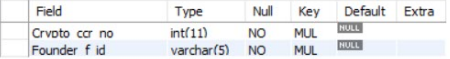 Field Type Null Key Default Extra
Crypto_ccr_no int(11) NO MUL NULL
Founder_f_id varchar(5) NO MUL NULL